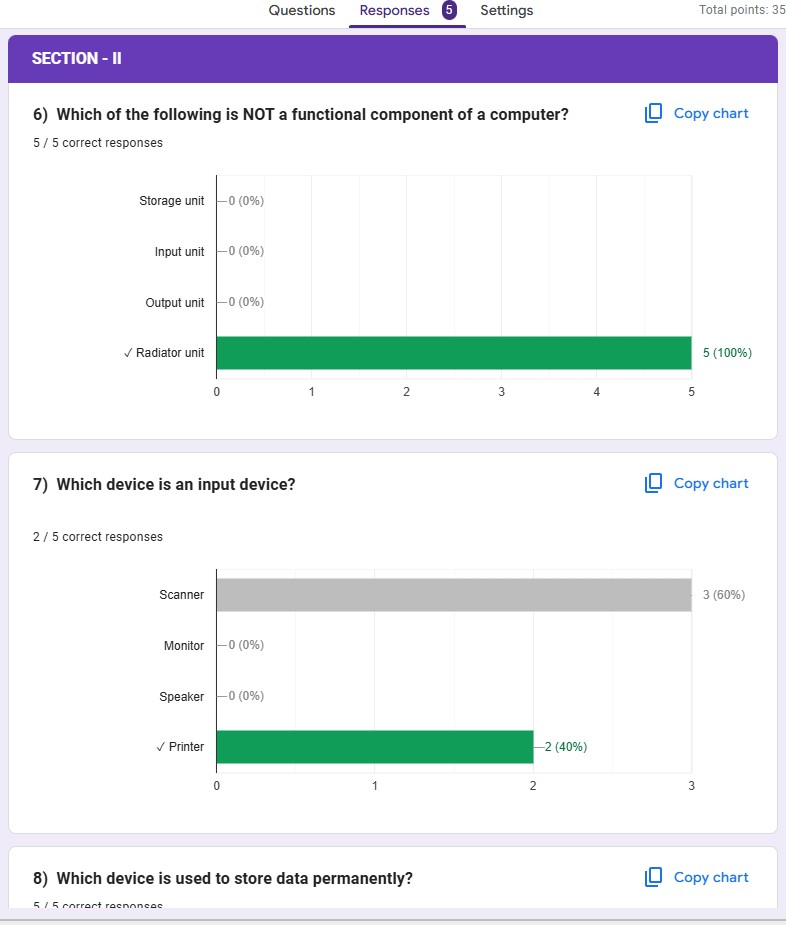 Questions Responses 5 Settings Total points: 35
SECTION - II
6) Which of the following is NOT a functional component of a computer? Copy chart
5 / 5 correct responses
Storage unit 0 (0%)
Input unit 0 (0%)
Output unit 0 (0%)
✓ Radiator unit 5 (100%)
0 1 2 3 4 5
7) Which device is an input device? Copy chart
2 / 5 correct responses
Scanner 3 (60%)
Monitor 0 (0%)
Speaker 0 (0%)
✓ Printer 2 (40%)
0 1 2 3
8) Which device is used to store data permanently? Copy chart
5 / 5 correct responses